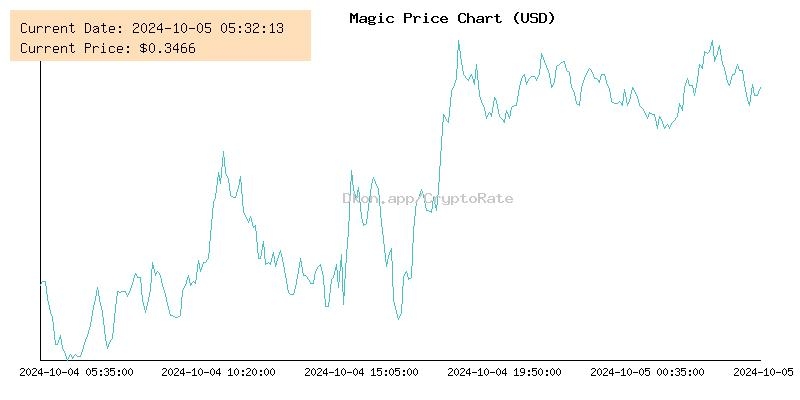 Magic Price Chart (USD)
Current Date: 2024-10-05 05:32:13
Current Price: $0.3466
Dkon.app/CryptoRate
2024-10-04 05:35:00 2024-10-04 10:20:00 2024-10-04 15:05:00 2024-10-04 19:50:00 2024-10-05 00:35:00 2024-10-05